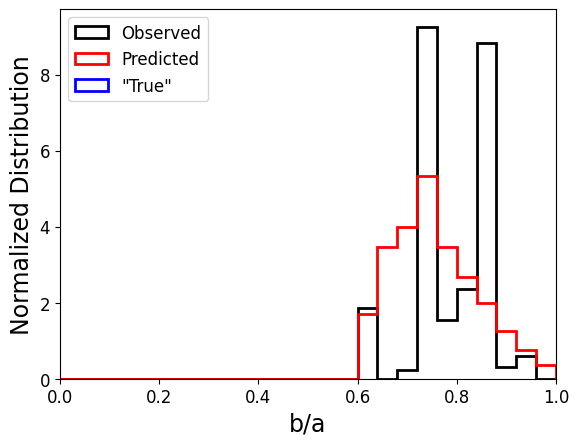 Observed
Predicted
"True"
Normalized Distribution
8
6
4
2
0
0.0 0.2 0.4 0.6 0.8 1.0
b/a